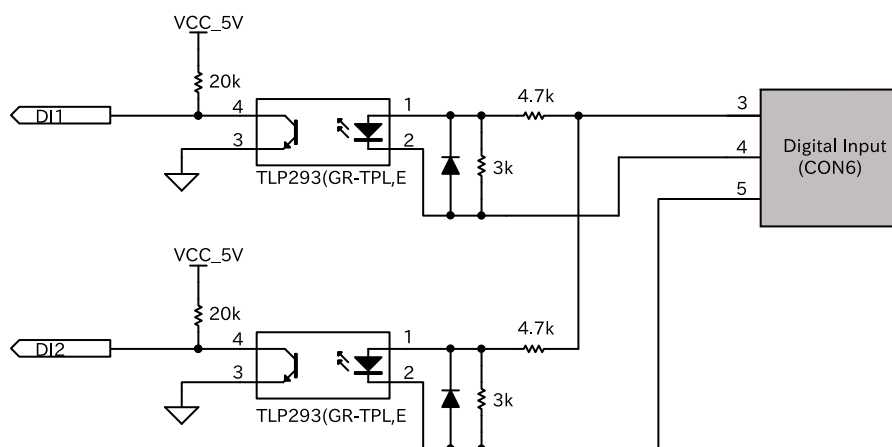 VCC_5V
20k
DI1
4
3
1
2
TLP293(GR-TPL,E
4.7k
3k
3
4
5
Digital Input
(CON6)
VCC_5V
20k
DI2
4
3
1
2
TLP293(GR-TPL,E
4.7k
3k